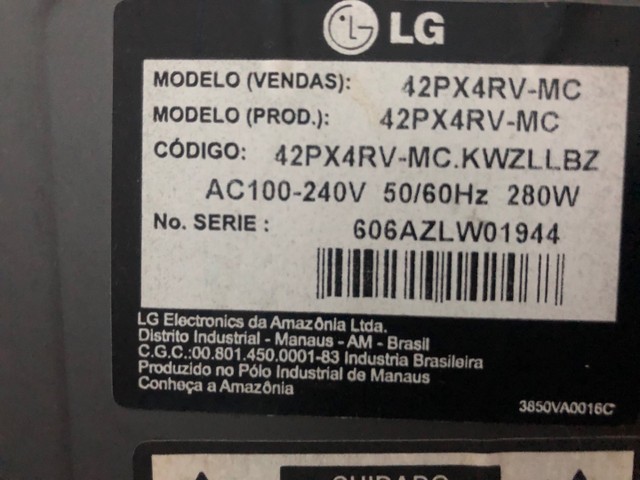 LG
MODELO (VENDAS): 42PX4RV-MC
MODELO (PROD.): 42PX4RV-MC
CÓDIGO: 42PX4RV-MC.KWZLLBZ
AC100-240V 50/60Hz 280W
No. SERIE : 606AZLW01944
LG Electronics da Amazônia Ltda.
Distrito Industrial - Manaus - AM - Brasil
C.G.C.:00.801.450.0001-83 Industria Brasileira
Produzido no Pólo Industrial de Manaus
Conheça a Amazônia
3850VA0016C
CUIDADO